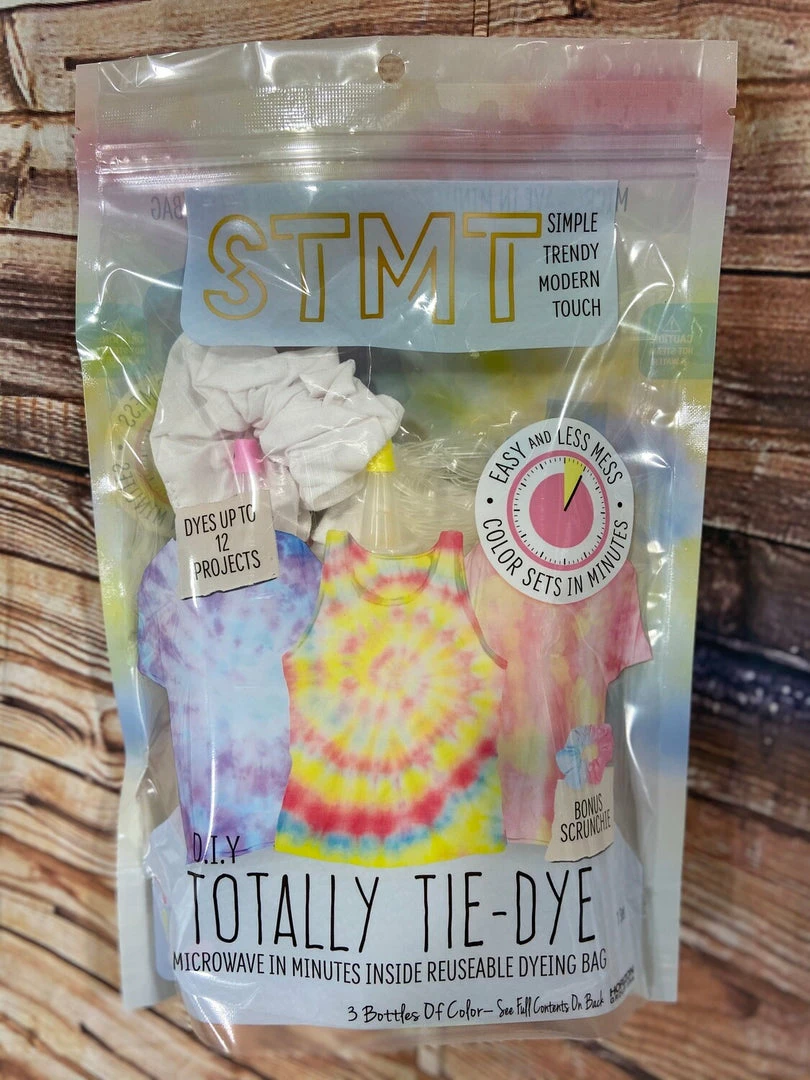 STMT
SIMPLE
TRENDY
MODERN
TOUCH
EASY AND LESS MESS
COLOR SETS IN MINUTES
DYES UP TO
12
PROJECTS
BONUS
SCRUNCHIE
D.I.Y
TOTALLY TIE-DYE
MICROWAVE IN MINUTES INSIDE REUSEABLE DYEING BAG
3 Bottles Of Color– See Full Contents On Back
CAUTION